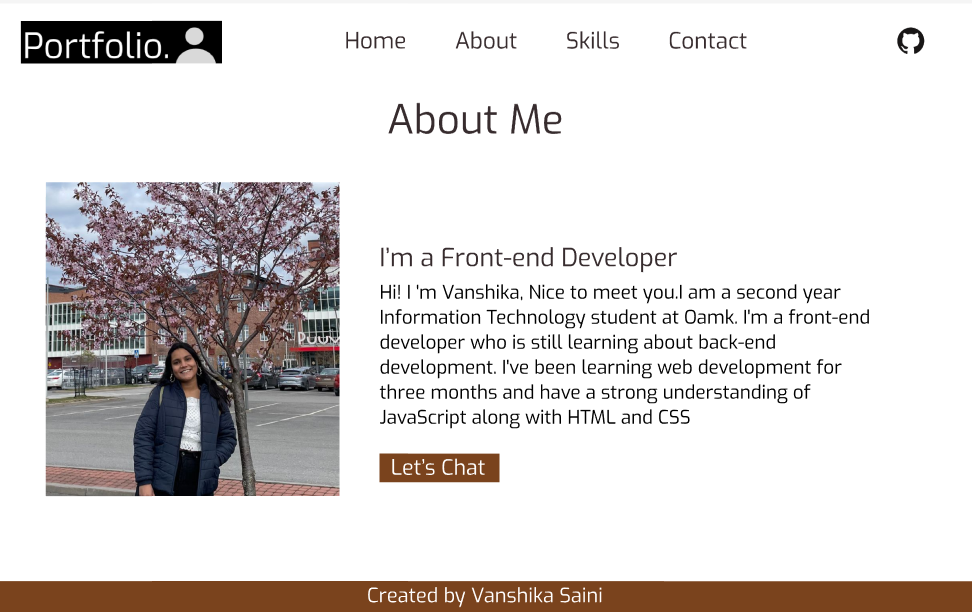 Portfolio.
Home About Skills Contact
About Me
I'm a Front-end Developer
Hi! I 'm Vanshika, Nice to meet you.I am a second year
Information Technology student at Oamk. I'm a front-end
developer who is still learning about back-end
development. I've been learning web development for
three months and have a strong understanding of
JavaScript along with HTML and CSS
Let's Chat
Created by Vanshika Saini